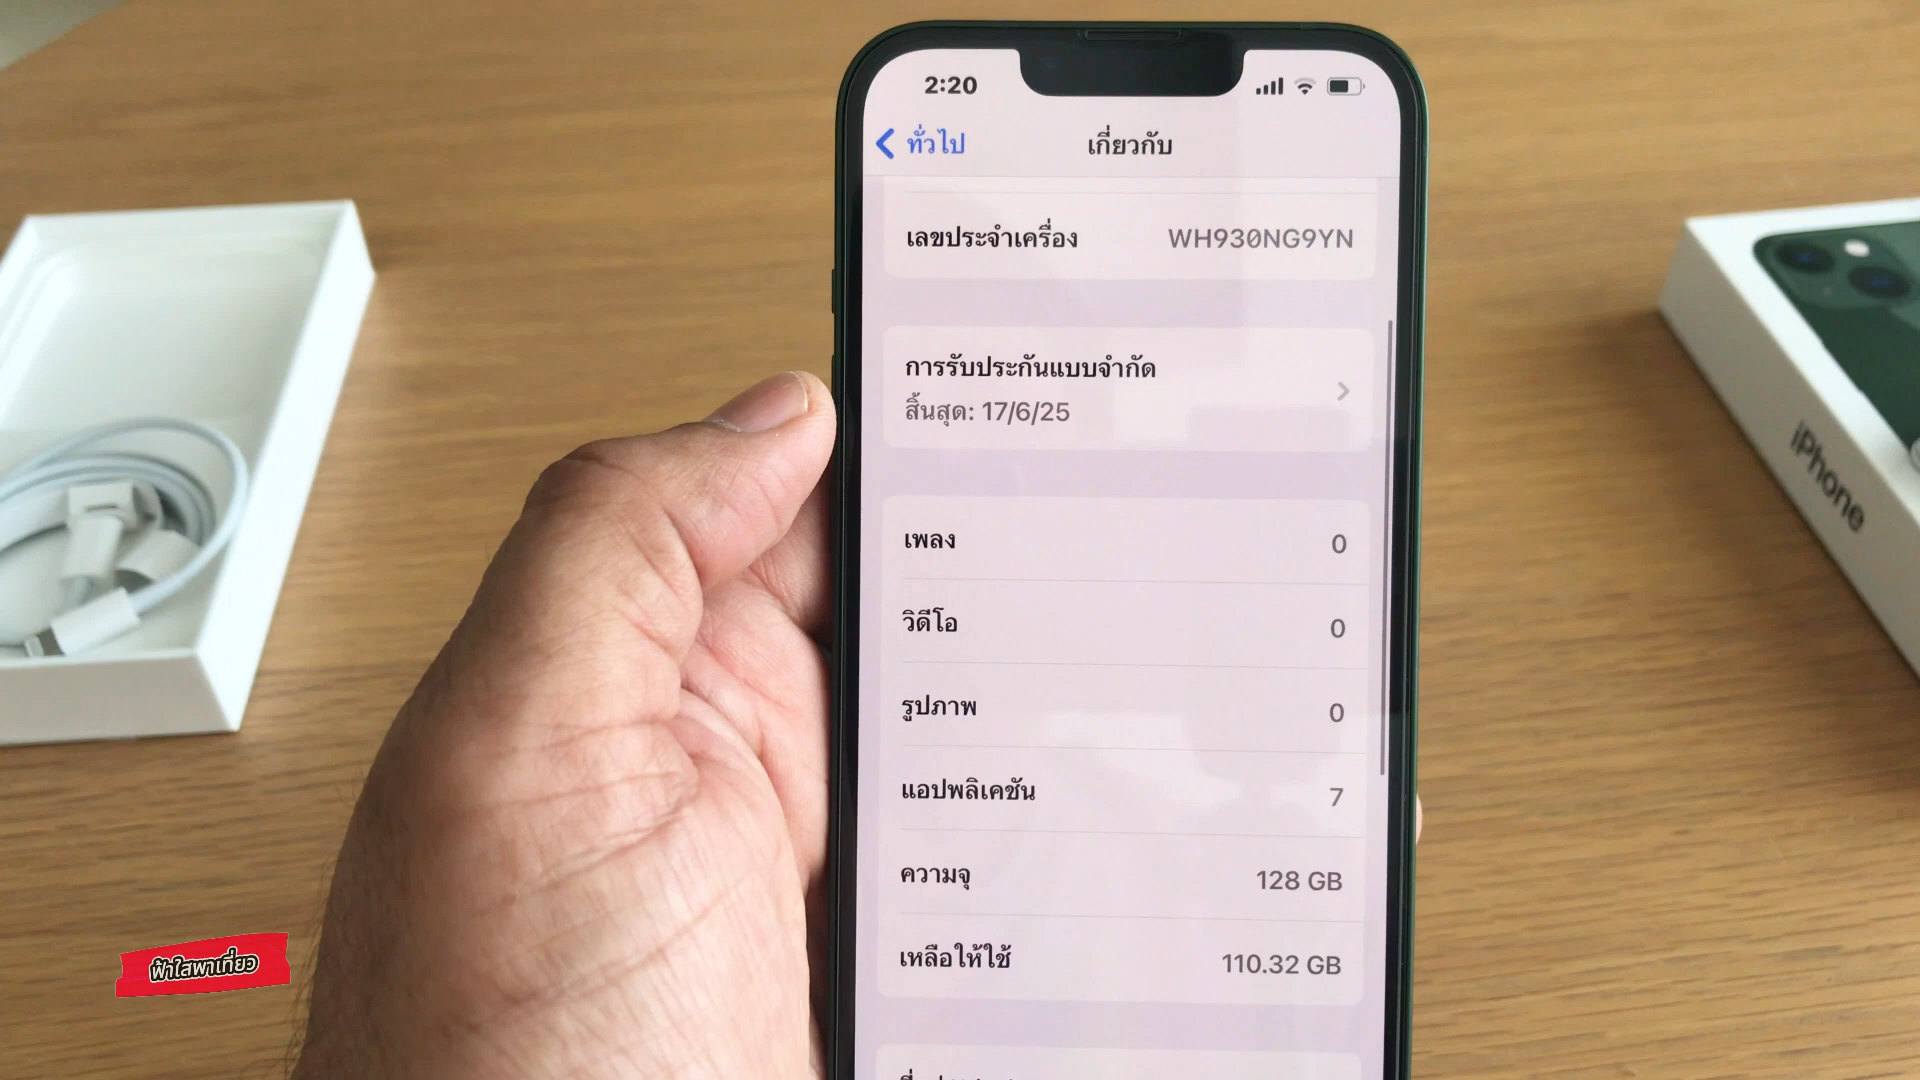 2:20
ทั่วไป
เกี่ยวกับ
เลขประจำเครื่อง WH930NG9YN
การรับประกันแบบจำกัด
สิ้นสุด: 17/6/25
เพลง 0
วิดีโอ 0
รูปภาพ 0
แอปพลิเคชัน 7
ความจุ 128 GB
เหลือให้ใช้ 110.32 GB
iPhone
ฟ้าใสพาเที่ยว